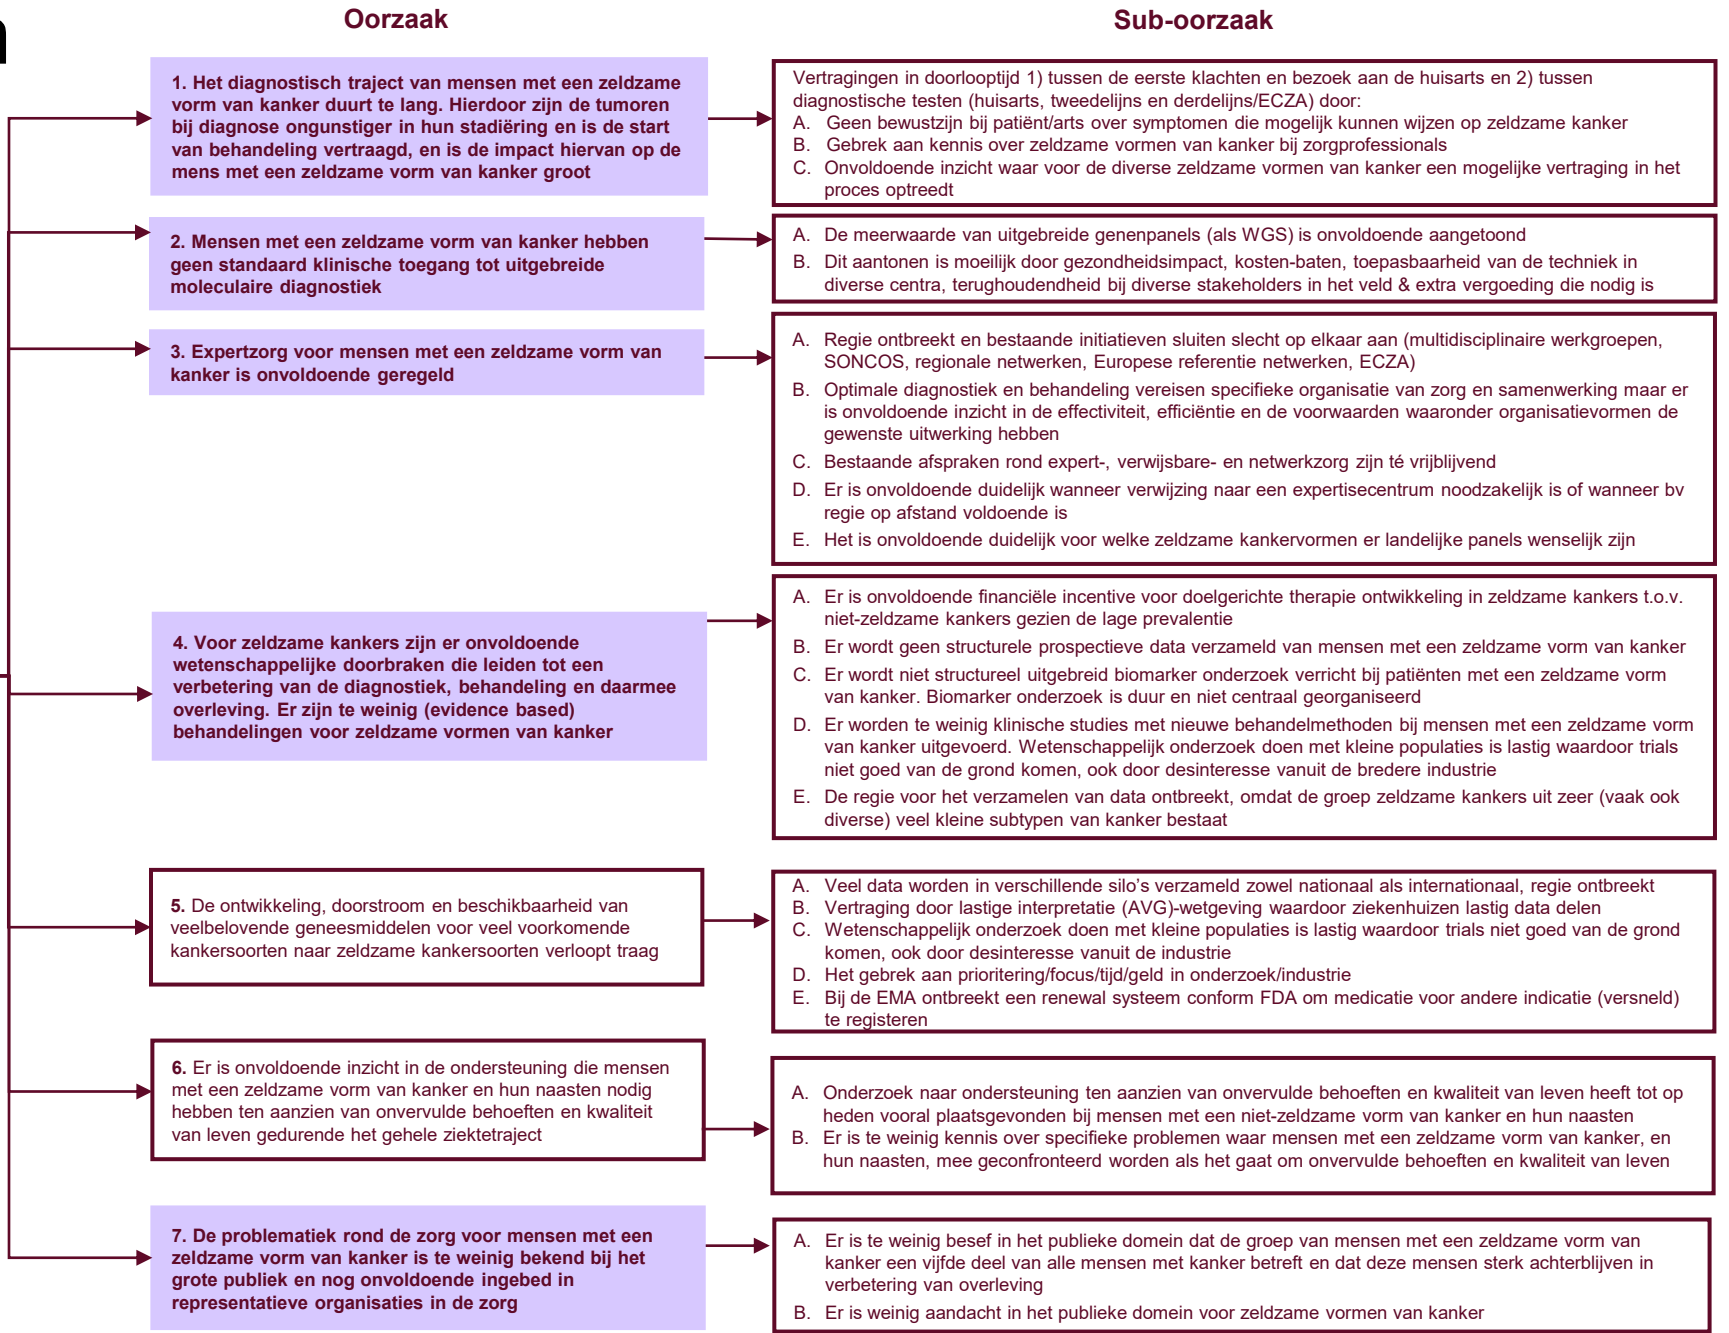 n
Oorzaak
Sub-oorzaak
1. Het diagnostisch traject van mensen met een zeldzame
vorm van kanker duurt te lang. Hierdoor zijn de tumoren
bij diagnose ongunstiger in hun stadiëring en is de start
van behandeling vertraagd, en is de impact hiervan op de
mens met een zeldzame vorm van kanker groot
Vertragingen in doorlooptijd 1) tussen de eerste klachten en bezoek aan de huisarts en 2) tussen
diagnostische testen (huisarts, tweedelijns en derdelijns/ECZA) door:
A. Geen bewustzijn bij patiënt/arts over symptomen die mogelijk kunnen wijzen op zeldzame kanker
B. Gebrek aan kennis over zeldzame vormen van kanker bij zorgprofessionals
C. Onvoldoende inzicht waar voor de diverse zeldzame vormen van kanker een mogelijke vertraging in het
proces optreedt
2. Mensen met een zeldzame vorm van kanker hebben
geen standaard klinische toegang tot uitgebreide
moleculaire diagnostiek
A. De meerwaarde van uitgebreide genenpanels (als WGS) is onvoldoende aangetoond
B. Dit aantonen is moeilijk door gezondheidsimpact, kosten-baten, toepasbaarheid van de techniek in
diverse centra, terughoudendheid bij diverse stakeholders in het veld & extra vergoeding die nodig is
3. Expertzorg voor mensen met een zeldzame vorm van
kanker is onvoldoende geregeld
A. Regie ontbreekt en bestaande initiatieven sluiten slecht op elkaar aan (multidisciplinaire werkgroepen,
SONCOS, regionale netwerken, Europese referentie netwerken, ECZA)
B. Optimale diagnostiek en behandeling vereisen specifieke organisatie van zorg en samenwerking maar er
is onvoldoende inzicht in de effectiviteit, efficiëntie en de voorwaarden waaronder organisatievormen de
gewenste uitwerking hebben
C. Bestaande afspraken rond expert-, verwijsbare- en netwerkzorg zijn té vrijblijvend
D. Er is onvoldoende duidelijk wanneer verwijzing naar een expertisecentrum noodzakelijk is of wanneer bv
regie op afstand voldoende is
E. Het is onvoldoende duidelijk voor welke zeldzame kankervormen er landelijke panels wenselijk zijn
4. Voor zeldzame kankers zijn er onvoldoende
wetenschappelijke doorbraken die leiden tot een
verbetering van de diagnostiek, behandeling en daarmee
overleving. Er zijn te weinig (evidence based)
behandelingen voor zeldzame vormen van kanker
A. Er is onvoldoende financiële incentive voor doelgerichte therapie ontwikkeling in zeldzame kankers t.o.v.
niet-zeldzame kankers gezien de lage prevalentie
B. Er wordt geen structurele prospectieve data verzameld van mensen met een zeldzame vorm van kanker
C. Er wordt niet structureel uitgebreid biomarker onderzoek verricht bij patiënten met een zeldzame vorm
van kanker. Biomarker onderzoek is duur en niet centraal georganiseerd
D. Er worden te weinig klinische studies met nieuwe behandelmethoden bij mensen met een zeldzame vorm
van kanker uitgevoerd. Wetenschappelijk onderzoek doen met kleine populaties is lastig waardoor trials
niet goed van de grond komen, ook door desinteresse vanuit de bredere industrie
E. De regie voor het verzamelen van data ontbreekt, omdat de groep zeldzame kankers uit zeer (vaak ook
diverse) veel kleine subtypen van kanker bestaat
5. De ontwikkeling, doorstroom en beschikbaarheid van
veelbelovende geneesmiddelen voor veel voorkomende
kankersoorten naar zeldzame kankersoorten verloopt traag
A. Veel data worden in verschillende silo's verzameld zowel nationaal als internationaal, regie ontbreekt
B. Vertraging door lastige interpretatie (AVG)-wetgeving waardoor ziekenhuizen lastig data delen
C. Wetenschappelijk onderzoek doen met kleine populaties is lastig waardoor trials niet goed van de grond
komen, ook door desinteresse vanuit de industrie
D. Het gebrek aan prioritering/focus/tijd/geld in onderzoek/industrie
E. Bij de EMA ontbreekt een renewal systeem conform FDA om medicatie voor andere indicatie (versneld)
te registeren
6. Er is onvoldoende inzicht in de ondersteuning die mensen
met een zeldzame vorm van kanker en hun naasten nodig
hebben ten aanzien van onvervulde behoeften en kwaliteit
van leven gedurende het gehele ziektetraject
A. Onderzoek naar ondersteuning ten aanzien van onvervulde behoeften en kwaliteit van leven heeft tot op
heden vooral plaatsgevonden bij mensen met een niet-zeldzame vorm van kanker en hun naasten
B. Er is te weinig kennis over specifieke problemen waar mensen met een zeldzame vorm van kanker, en
hun naasten, mee geconfronteerd worden als het gaat om onvervulde behoeften en kwaliteit van leven
7. De problematiek rond de zorg voor mensen met een
zeldzame vorm van kanker is te weinig bekend bij het
grote publiek en nog onvoldoende ingebed in
representatieve organisaties in de zorg
A. Er is te weinig besef in het publieke domein dat de groep van mensen met een zeldzame vorm van
kanker een vijfde deel van alle mensen met kanker betreft en dat deze mensen sterk achterblijven in
verbetering van overleving
B. Er is weinig aandacht in het publieke domein voor zeldzame vormen van kanker